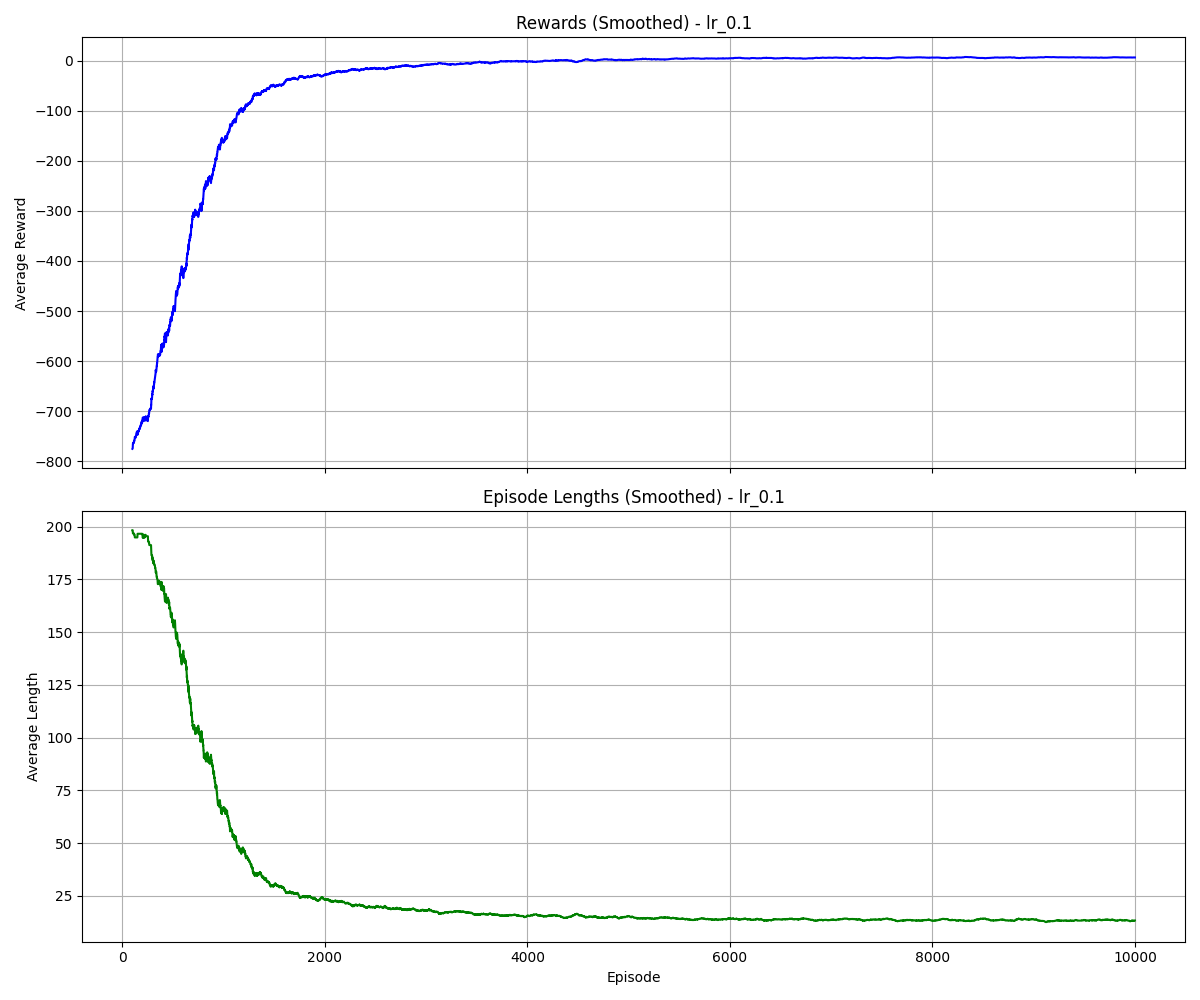 Rewards (Smoothed) - lr_0.1
0
−100
−200
−300
−400
−500
−600
−700
−800
Average Reward
Episode Lengths (Smoothed) - lr_0.1
200
175
150
125
100
75
50
25
Average Length
0 2000 4000 6000 8000 10000
Episode